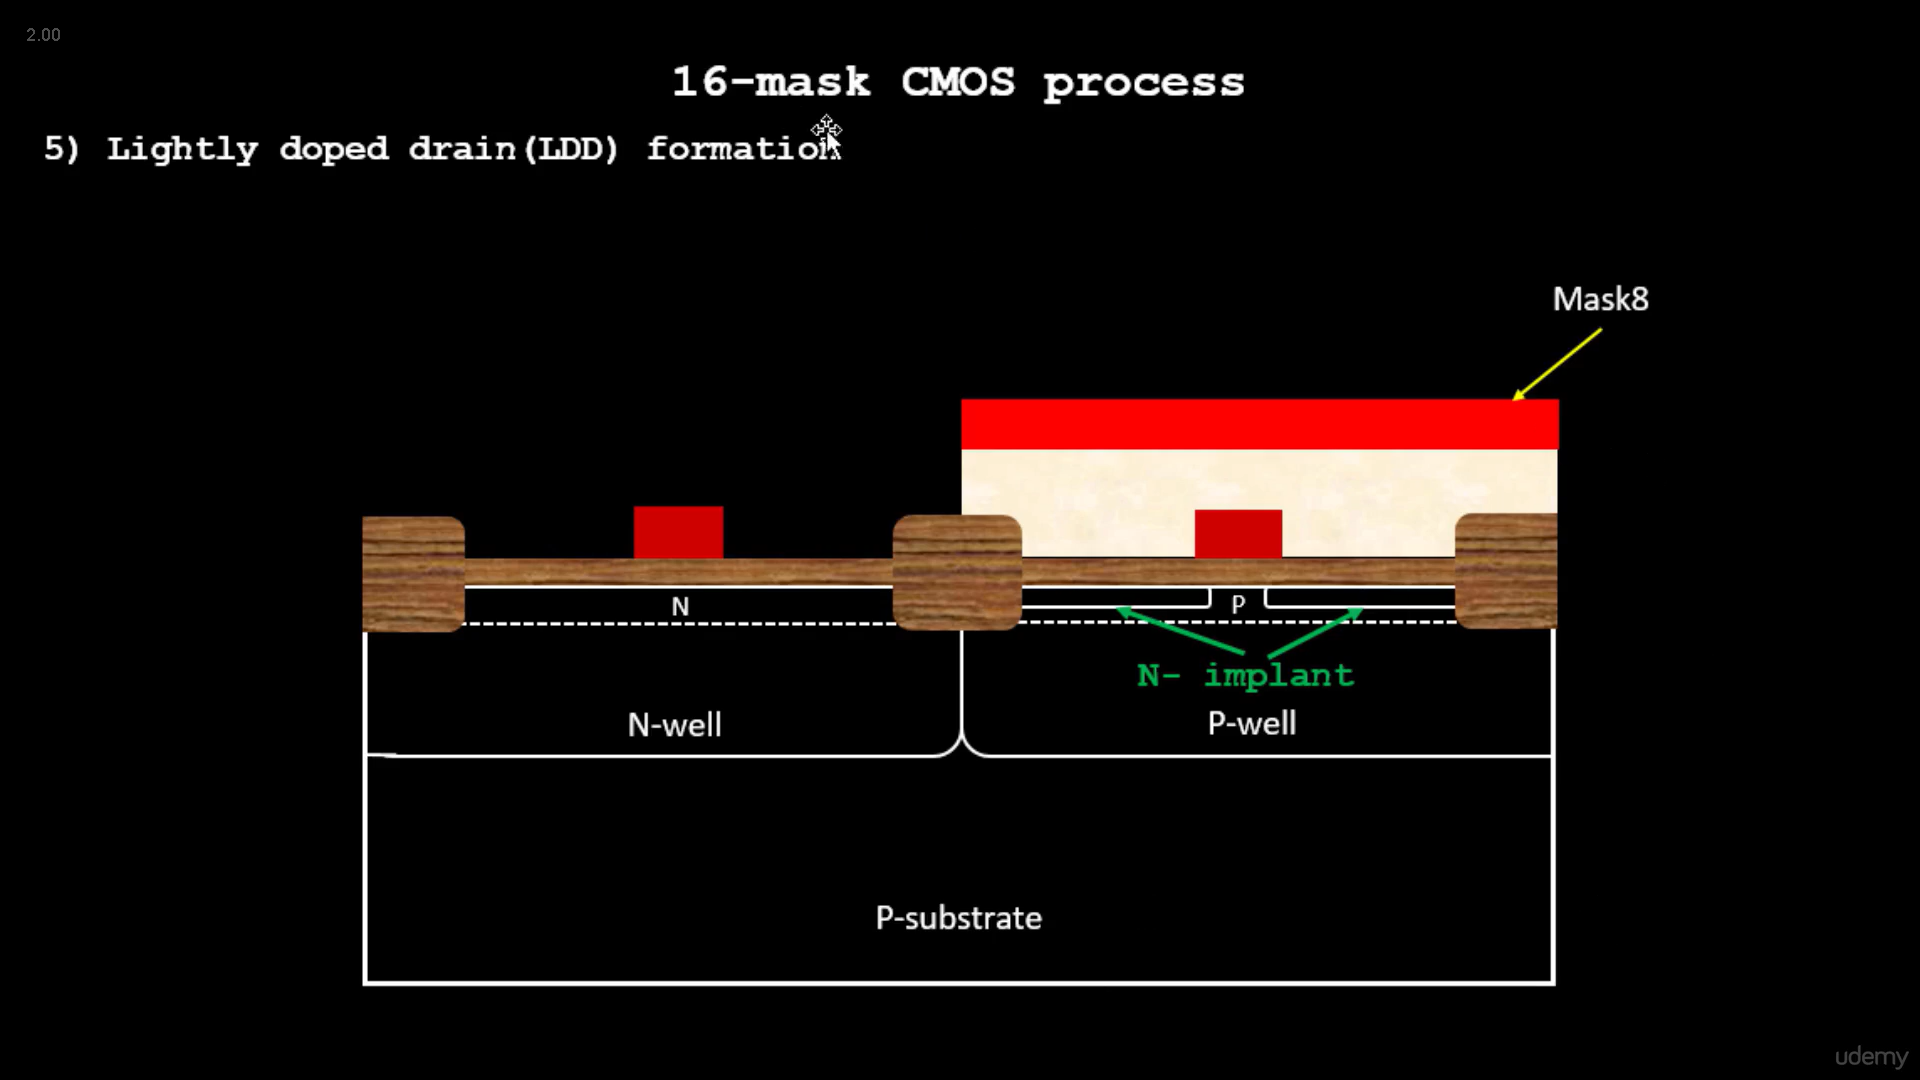 2.00
16-mask CMOS process
5) Lightly doped drain(LDD) formation
Mask8
N
P
N- implant
N-well
P-well
P-substrate
udemy